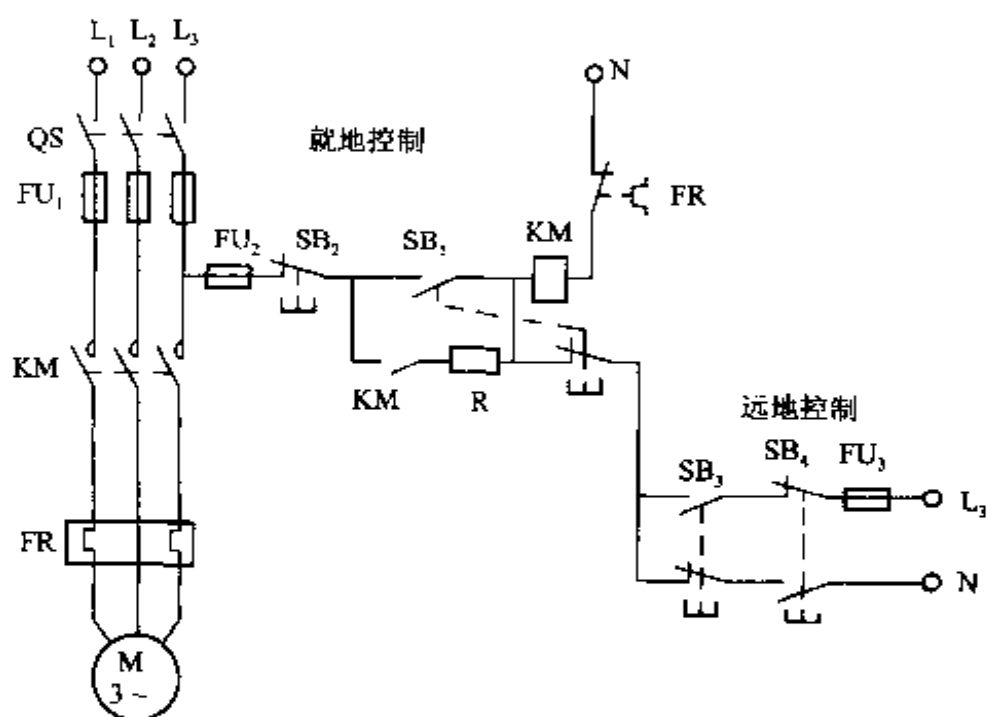 L₁ L₂ L₃
N
QS
就地控制
FU₁
FR
FU₂ SB₂ SB₁ KM
KM
KM R
远地控制
SB₃ SB₄ FU₃
L₃
FR
N
M
3~